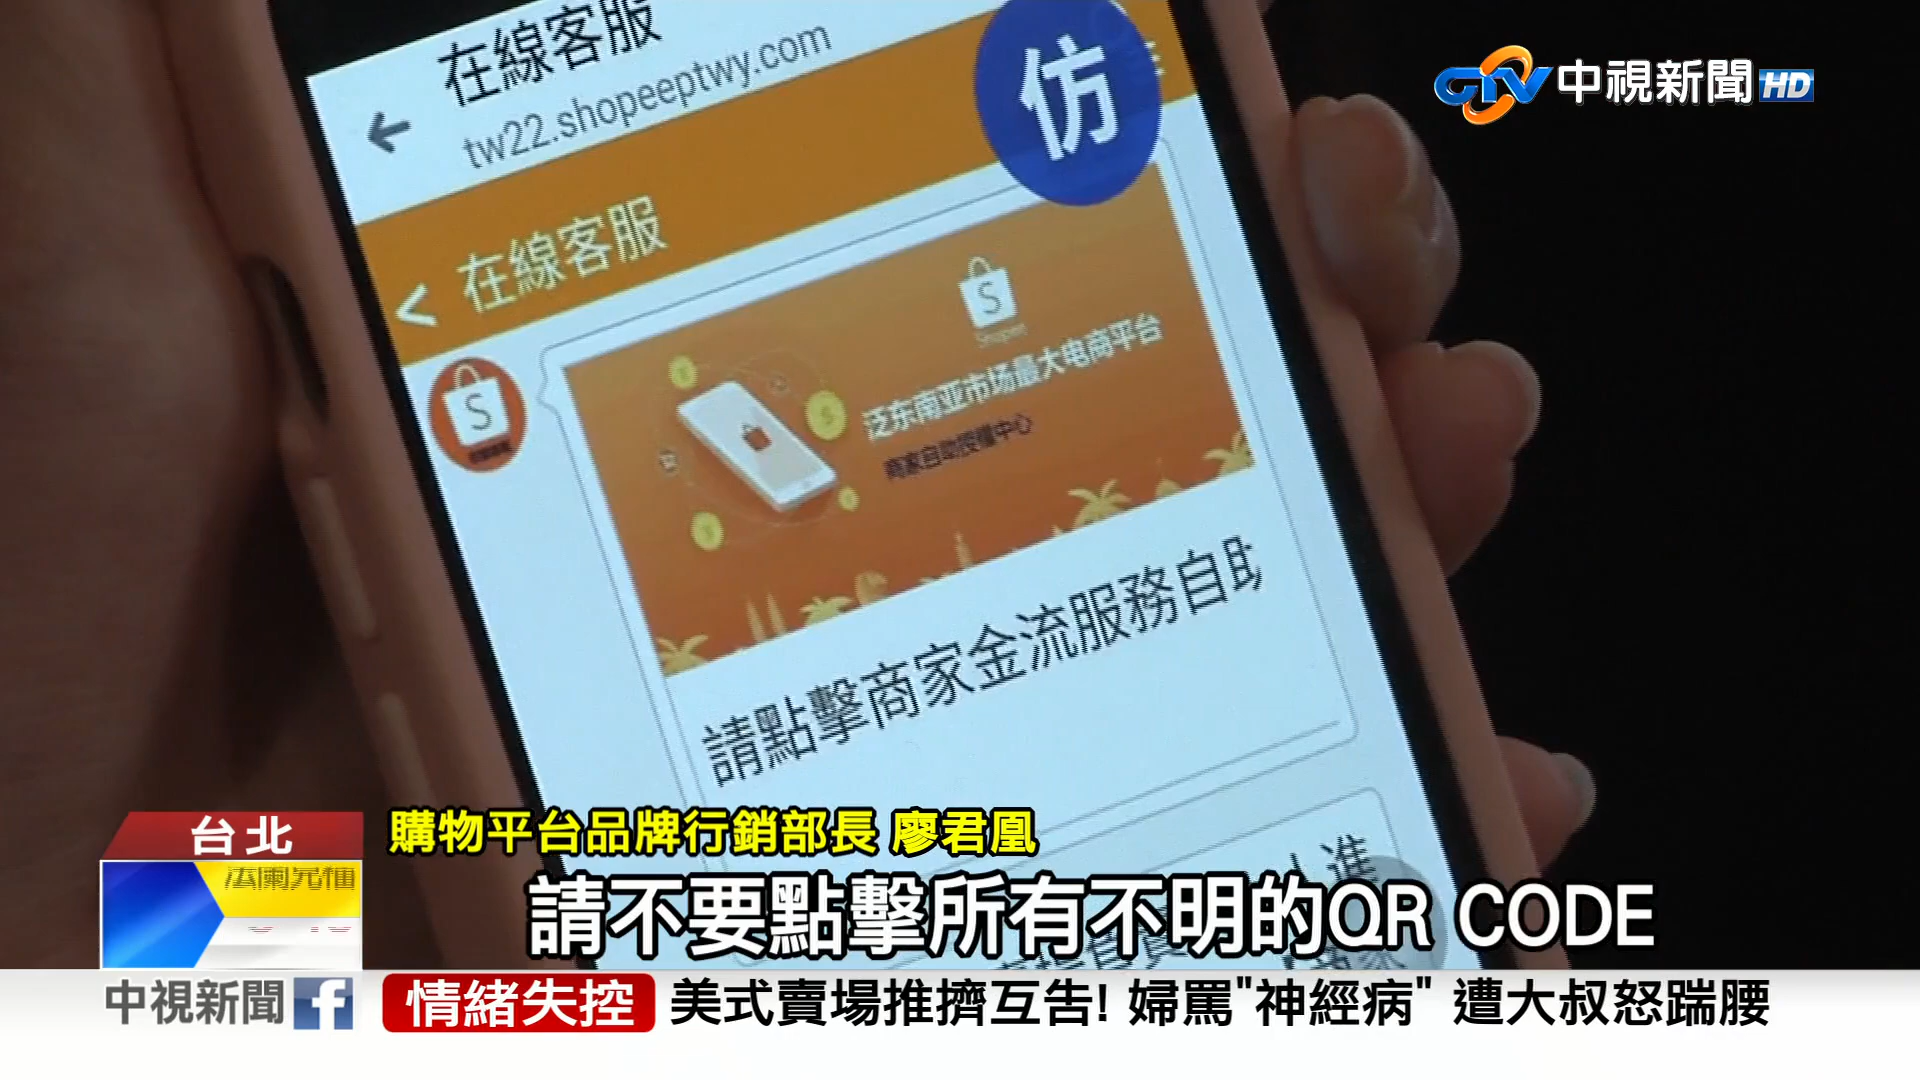 在線客服
tw22.shopeeptwy.com
仿
CTV 中視新聞 HD
< 在線客服
S
Shopee
泛东南亚市场最大电商平台
商家自助授權中心
S
請點擊商家金流服務自助
台北
購物平台品牌行銷部長 廖君凰
請不要點擊所有不明的QR CODE
中視新聞 f
情緒失控 美式賣場推擠互告! 婦罵"神經病" 遭大叔怒踹腰